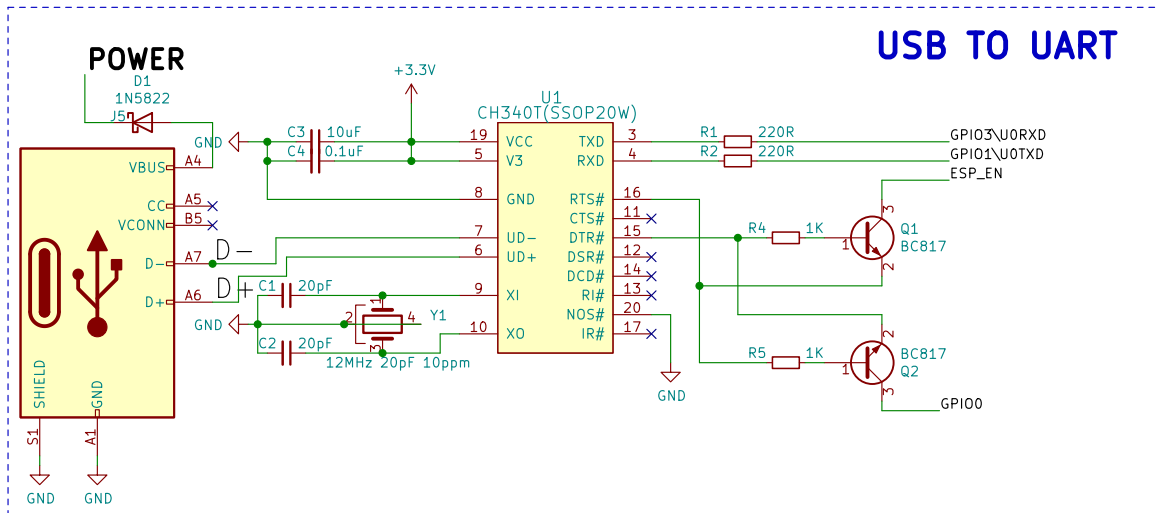 USB TO UART
POWER
D1
1N5822
J5
+3.3V
U1
CH340T(SSOP20W)
GND
C3 10uF
C4 0.1uF
19 VCC
5 V3
8 GND
7 UD-
6 UD+
9 XI
10 XO
TXD 3
RXD 4
RTS# 16
CTS# 11
DTR# 15
DSR# 12
DCD# 14
RI# 13
NOS# 20
IR# 17
R1 220R
R2 220R
GPIO3\U0RXD
GPIO1\U0TXD
ESP_EN
3
Q1
BC817
R4 1K
1
2
VBUS A4
CC A5
VCONN B5
D- A7
D+ A6
D-
D+
C1 20pF
GND
C2 20pF
1
2
4
3
Y1
12MHz 20pF 10ppm
GND
R5 1K
1
2
BC817
Q2
3
GPIO0
SHIELD
GND
S1
A1
GND
GND